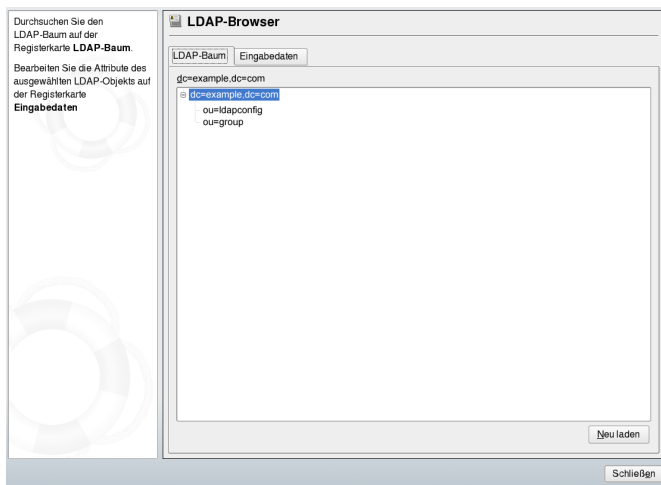 Durchsuchen Sie den
LDAP-Baum auf der
Registerkarte LDAP-Baum.
Bearbeiten Sie die Attribute des
ausgewählten LDAP-Objekts auf
der Registerkarte
Eingabedaten
LDAP-Browser
LDAP-Baum Eingabedaten
dc=example,dc=com
dc=example,dc=com
ou=ldapconfig
ou=group
Neu laden
Schließen